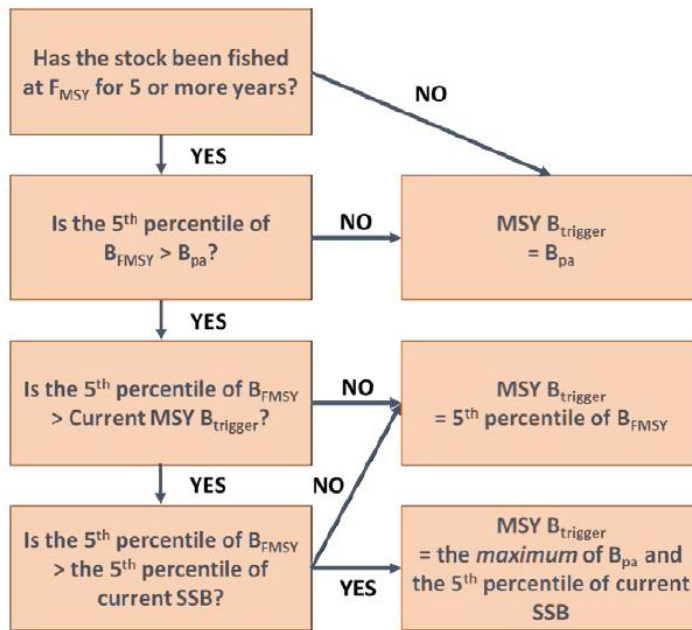 Has the stock been fished
at FMSY for 5 or more years?
NO
YES
Is the 5th percentile of
BFMSY > Bpa?
NO
MSY Btrigger
= Bpa
YES
Is the 5th percentile of BFMSY
> Current MSY Btrigger?
NO
MSY Btrigger
= 5th percentile of BFMSY
YES
NO
Is the 5th percentile of BFMSY
> the 5th percentile of
current SSB?
YES
MSY Btrigger
= the maximum of Bpa and
the 5th percentile of current
SSB